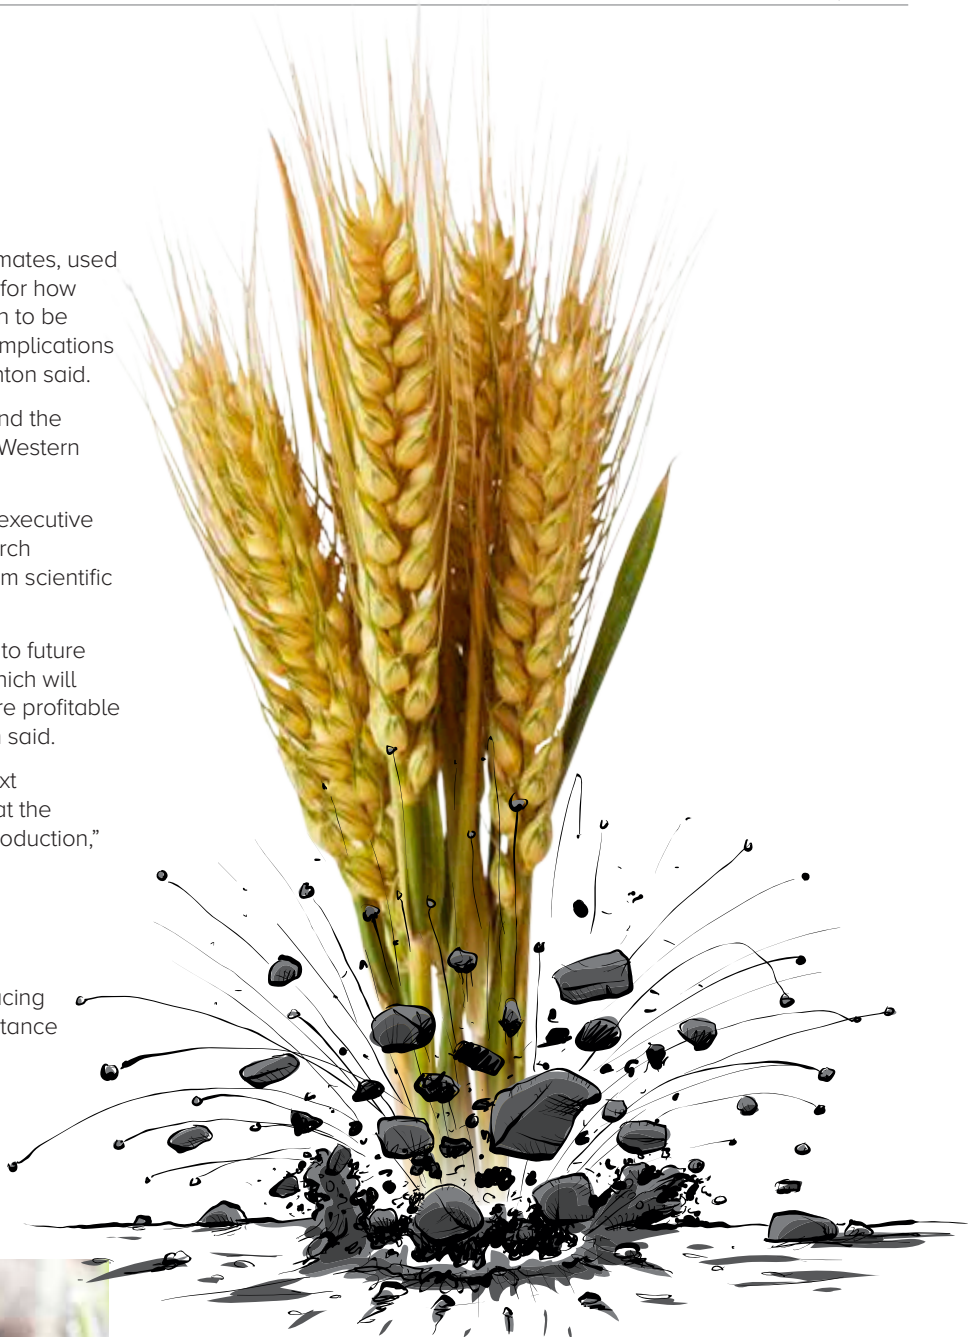 mates, used
for how
n to be
mplications
nton said.
nd the
Western
executive
rch
m scientific
to future
hich will
re profitable
n said.
xt
at the
oduction,”
acing
tance